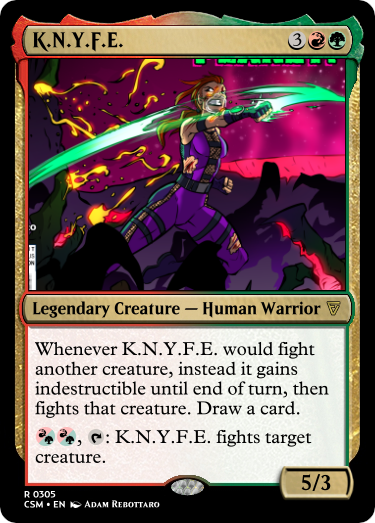 K.N.Y.F.E. 3
Legendary Creature — Human Warrior
Whenever K.N.Y.F.E. would fight
another creature, instead it gains
indestructible until end of turn, then
fights that creature. Draw a card.
, : K.N.Y.F.E. fights target
creature.
5/3
R 0305
CSM • EN Adam Rebottaro